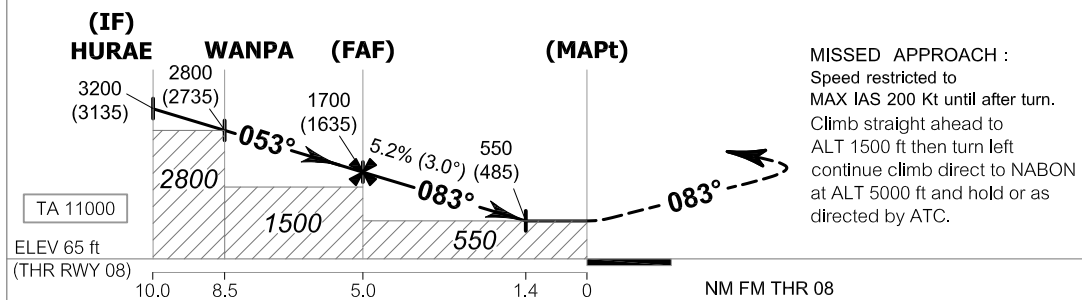 (IF)
HURAE
WANPA
(FAF)
(MAPt)
3200
(3135)
2800
(2735)
053°
1700
(1635)
5.2% (3.0°)
083°
550
(485)
083°
2800
1500
550
TA 11000
ELEV 65 ft
(THR RWY 08)
10.0
8.5
5.0
1.4
0
NM FM THR 08
MISSED APPROACH :
Speed restricted to
MAX IAS 200 Kt until after turn.
Climb straight ahead to
ALT 1500 ft then turn left
continue climb direct to NABON
at ALT 5000 ft and hold or as
directed by ATC.